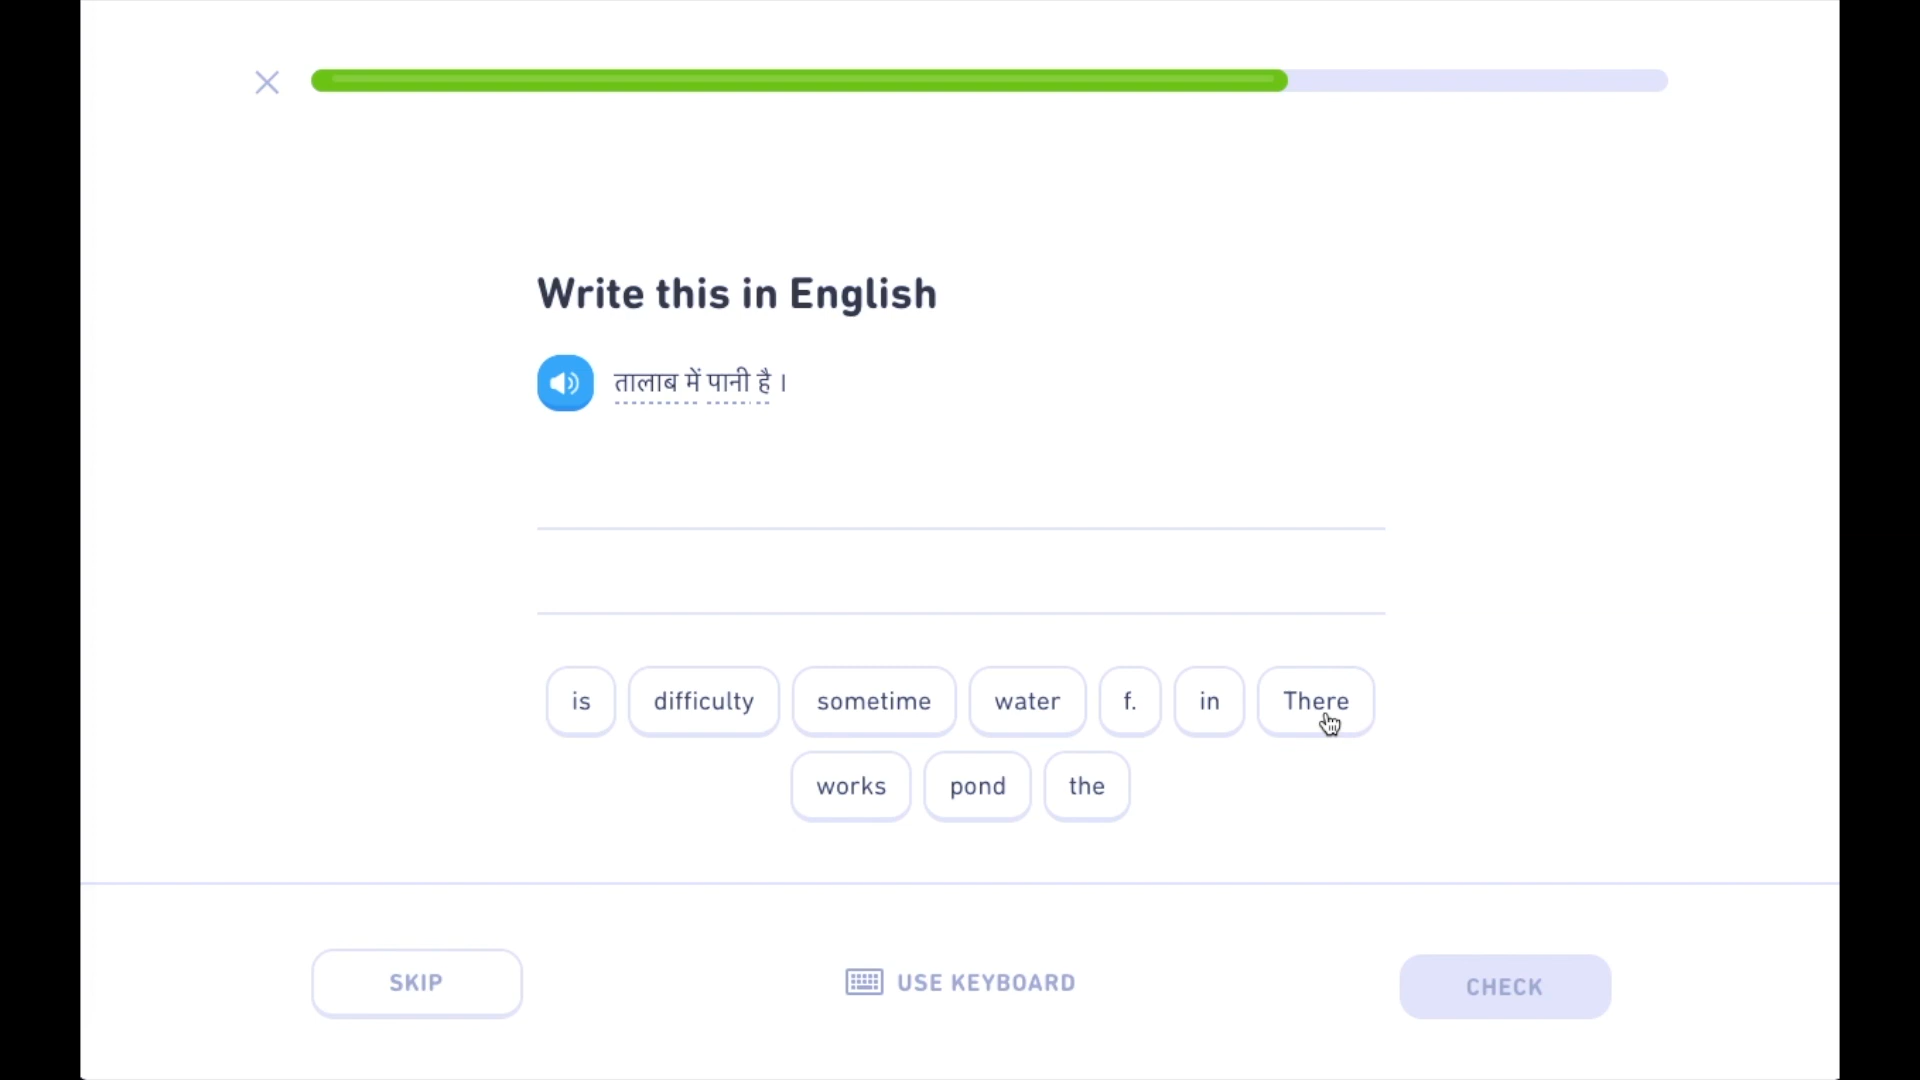 Write this in English
तालाब में पानी है ।
is difficulty sometime water f. in There
works pond the
SKIP USE KEYBOARD CHECK